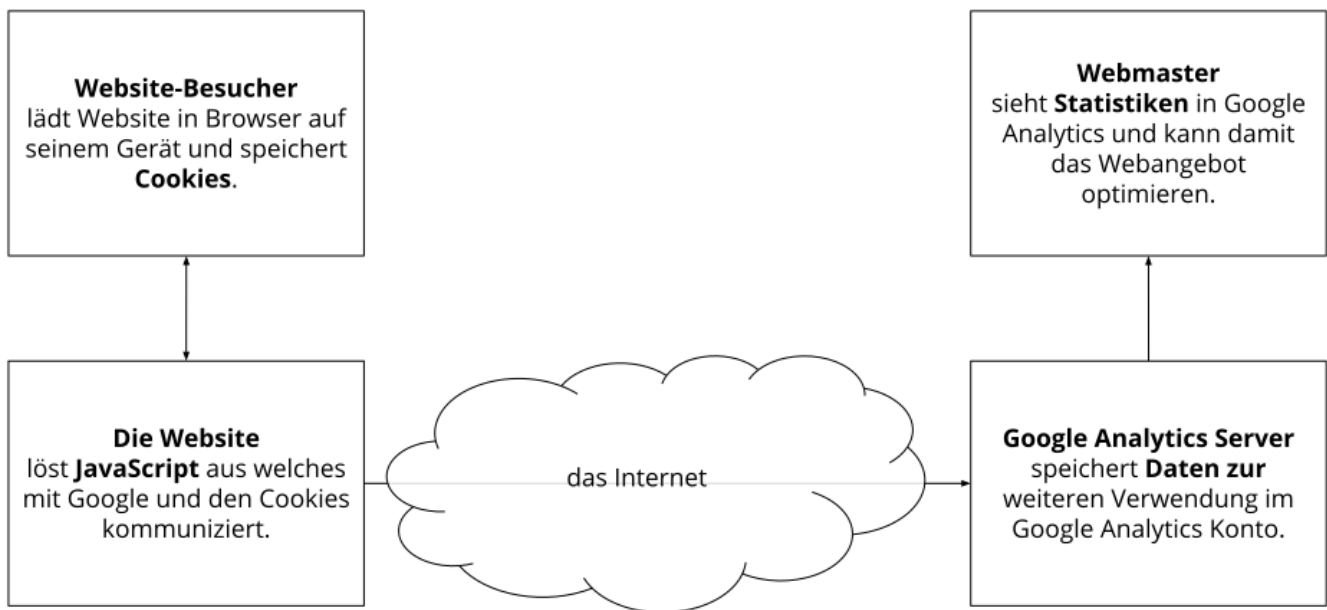 Website-Besucher
lädt Website in Browser auf
seinem Gerät und speichert
Cookies.
Webmaster
sieht Statistiken in Google
Analytics und kann damit
das Webangebot
optimieren.
Die Website
löst JavaScript aus welches
mit Google und den Cookies
kommuniziert.
das Internet
Google Analytics Server
speichert Daten zur
weiteren Verwendung im
Google Analytics Konto.